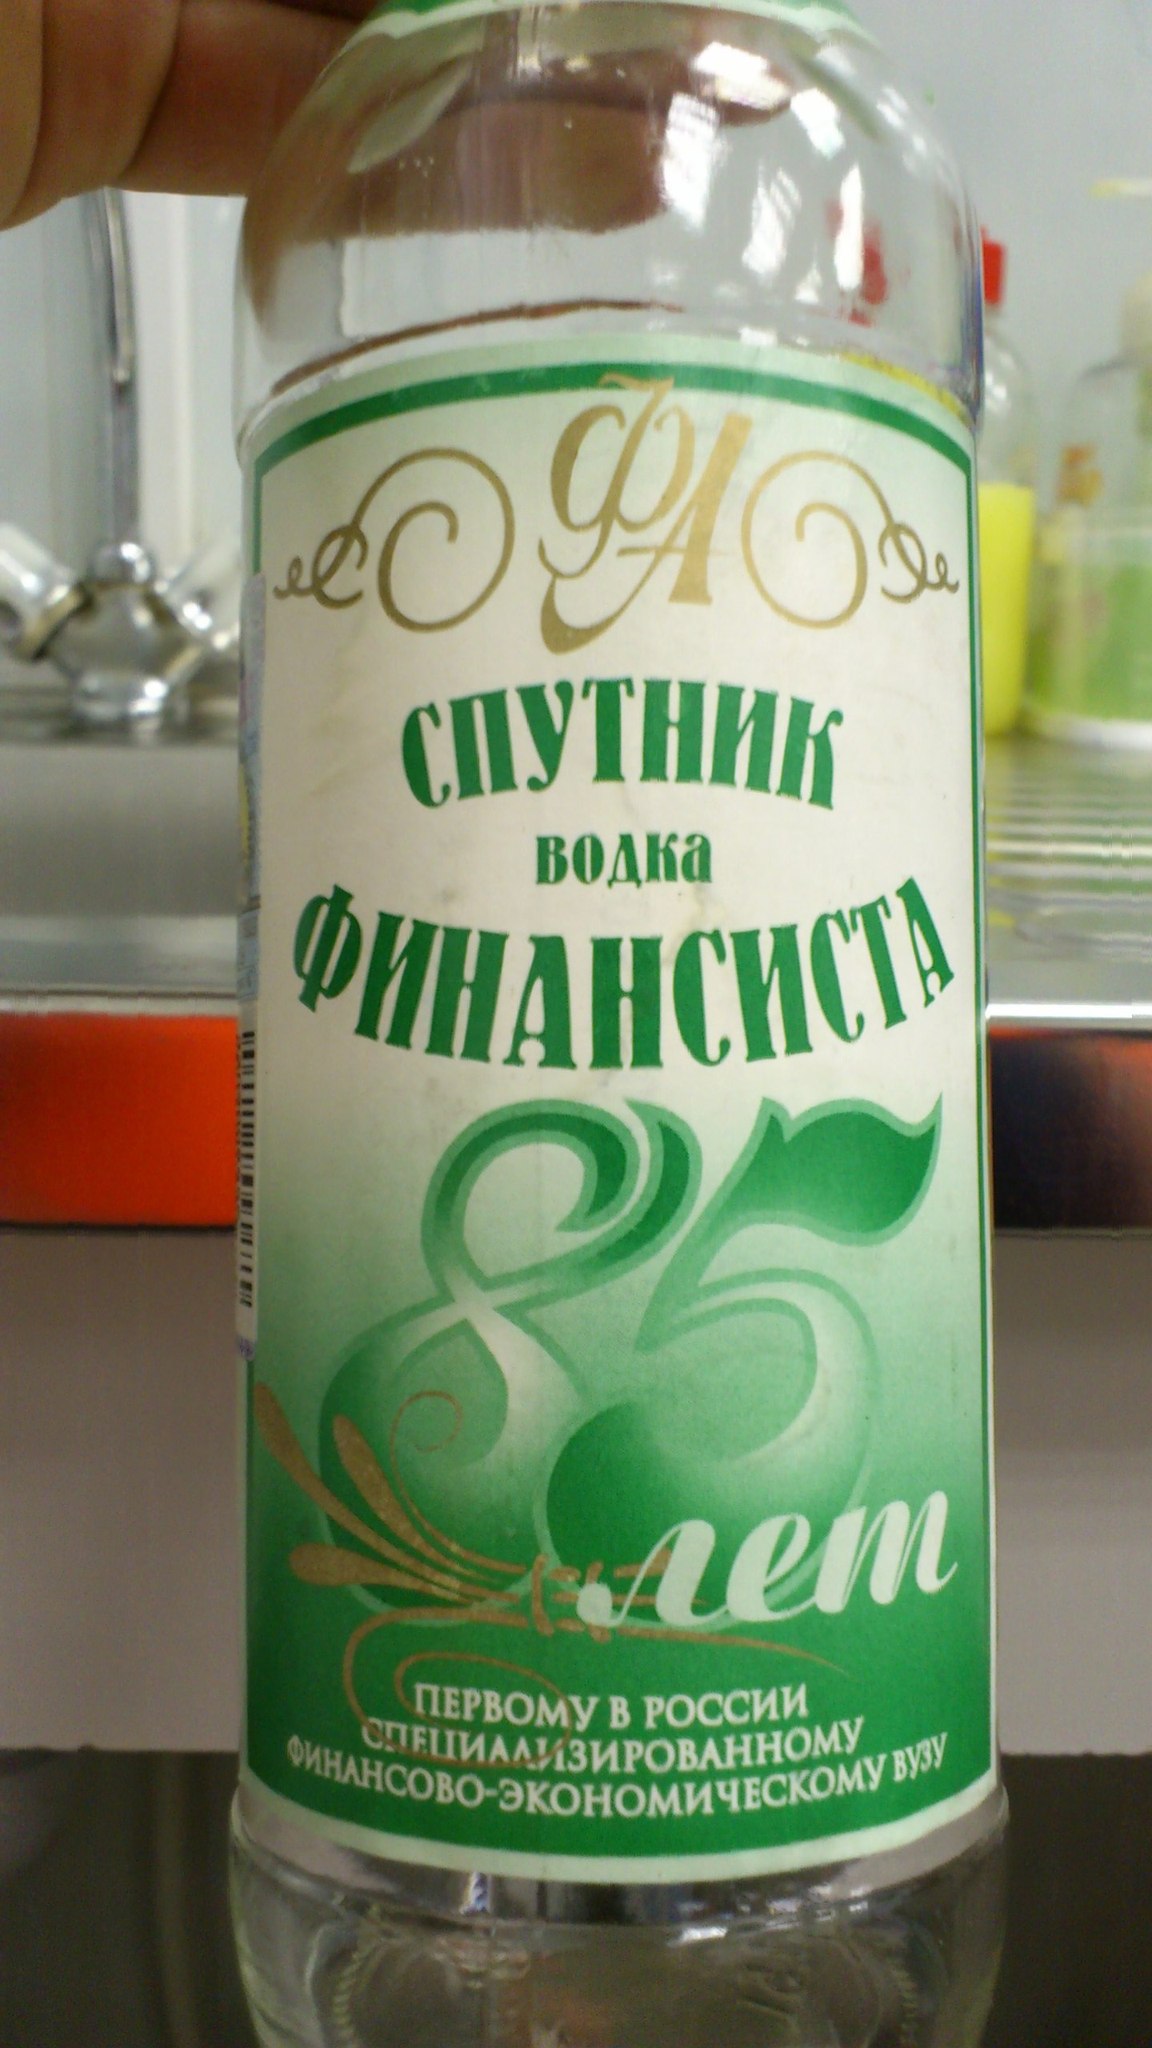 ФА
СПУТНИК
ВОДКА
ФИНАНСИСТА
85
лет
ПЕРВОМУ В РОССИИ
СПЕЦИАЛИЗИРОВАННОМУ
ФИНАНСОВО-ЭКОНОМИЧЕСКОМУ ВУЗУ